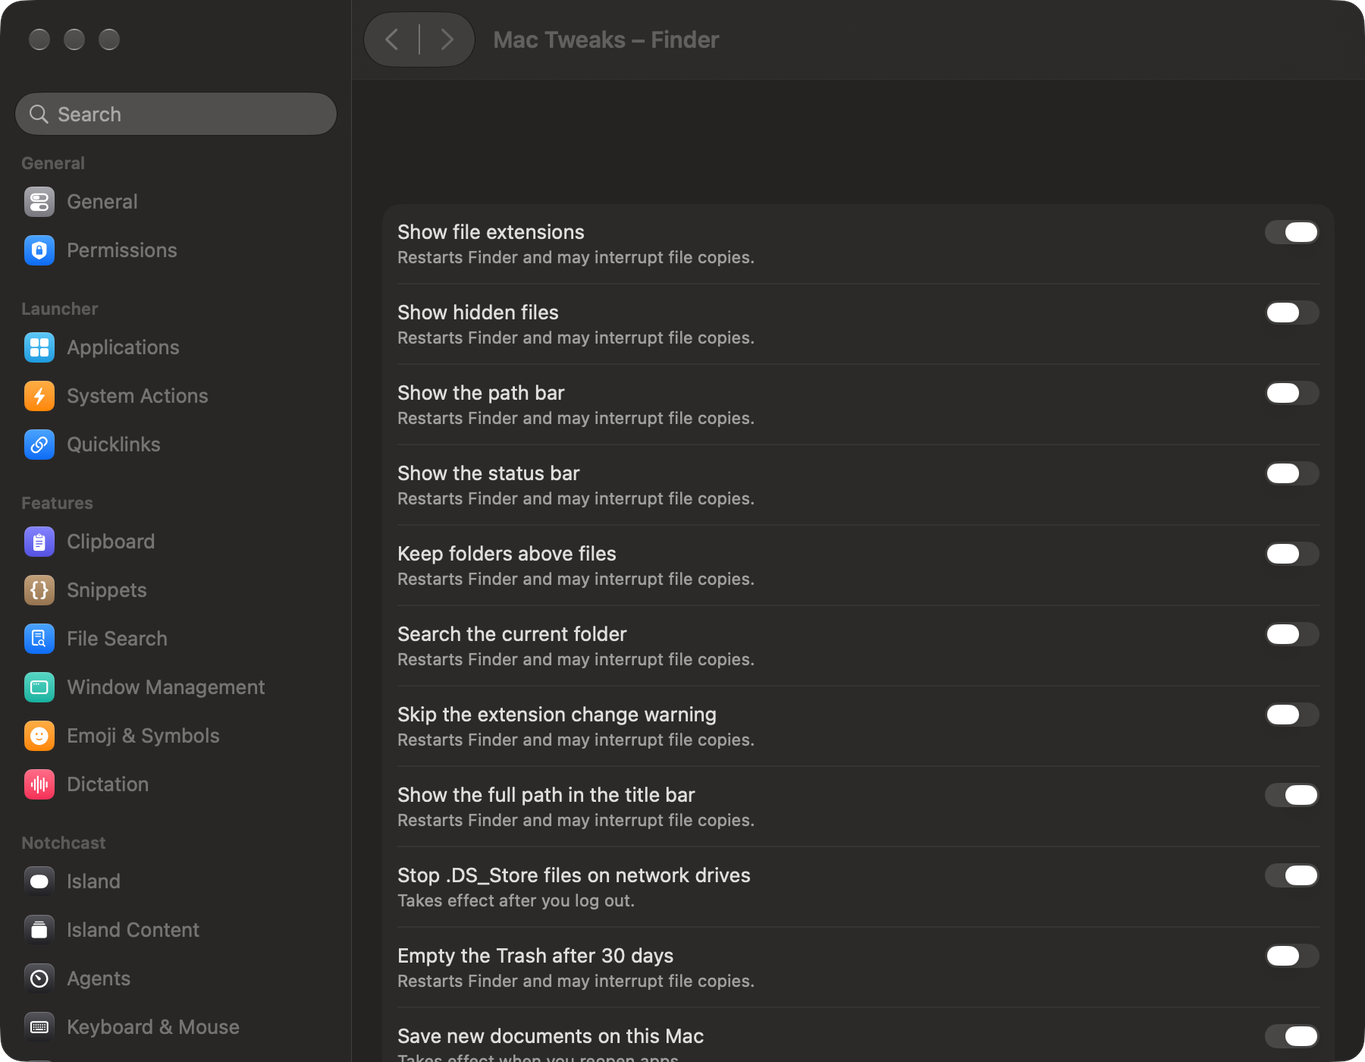 Mac Tweaks – Finder
Search
General
General
Permissions
Launcher
Applications
System Actions
Quicklinks
Features
Clipboard
Snippets
File Search
Window Management
Emoji & Symbols
Dictation
Notchcast
Island
Island Content
Agents
Keyboard & Mouse
Show file extensions
Restarts Finder and may interrupt file copies.
Show hidden files
Restarts Finder and may interrupt file copies.
Show the path bar
Restarts Finder and may interrupt file copies.
Show the status bar
Restarts Finder and may interrupt file copies.
Keep folders above files
Restarts Finder and may interrupt file copies.
Search the current folder
Restarts Finder and may interrupt file copies.
Skip the extension change warning
Restarts Finder and may interrupt file copies.
Show the full path in the title bar
Restarts Finder and may interrupt file copies.
Stop .DS_Store files on network drives
Takes effect after you log out.
Empty the Trash after 30 days
Restarts Finder and may interrupt file copies.
Save new documents on this Mac
Takes effect when you reopen apps.